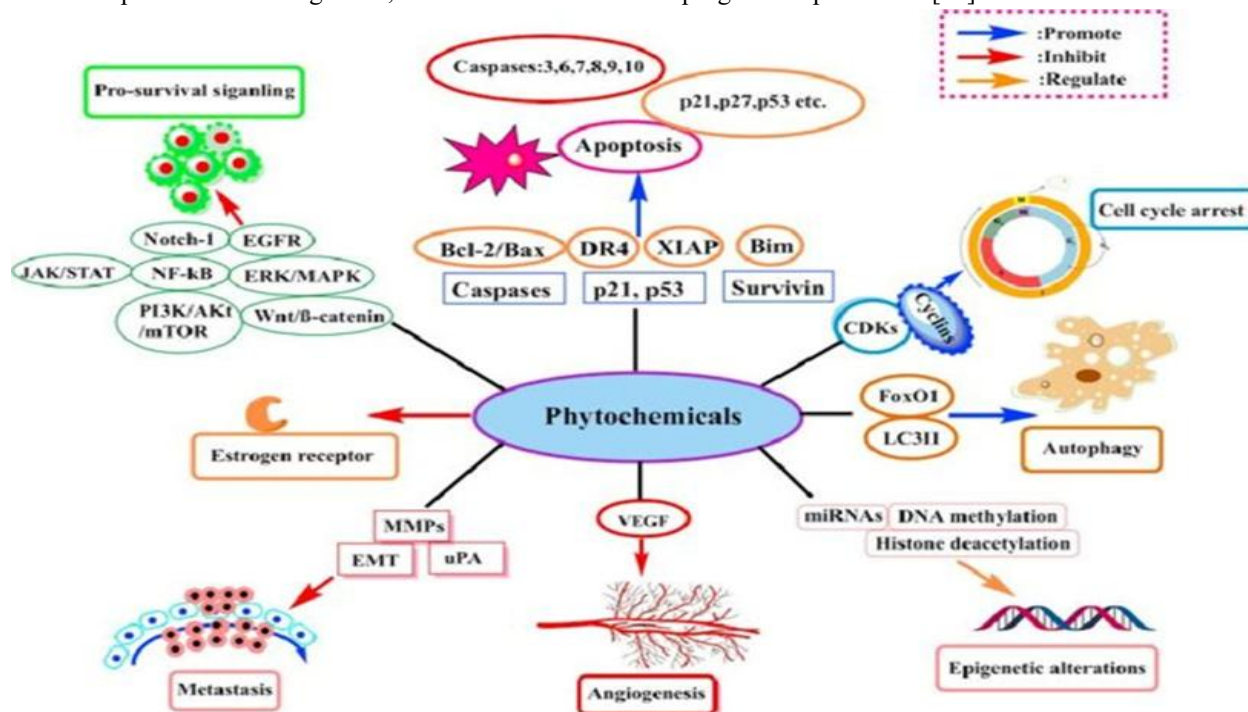 :Promote
:Inhibit
:Regulate
Caspases:3,6,7,8,9,10
p21,p27,p53 etc.
Apoptosis
Pro-survival siganling
Notch-1
EGFR
JAK/STAT
NF-kB
ERK/MAPK
PI3K/AKt
/mTOR
Wnt/ß-catenin
Bcl-2/Bax
DR4
XIAP
Bim
Caspases
p21, p53
Survivin
Cell cycle arrest
CDKs
Cyclins
Phytochemicals
FoxO1
LC3II
Autophagy
Estrogen receptor
MMPs
EMT
uPA
Metastasis
VEGF
Angiogenesis
miRNAs
DNA methylation
Histone deacetylation
Epigenetic alterations